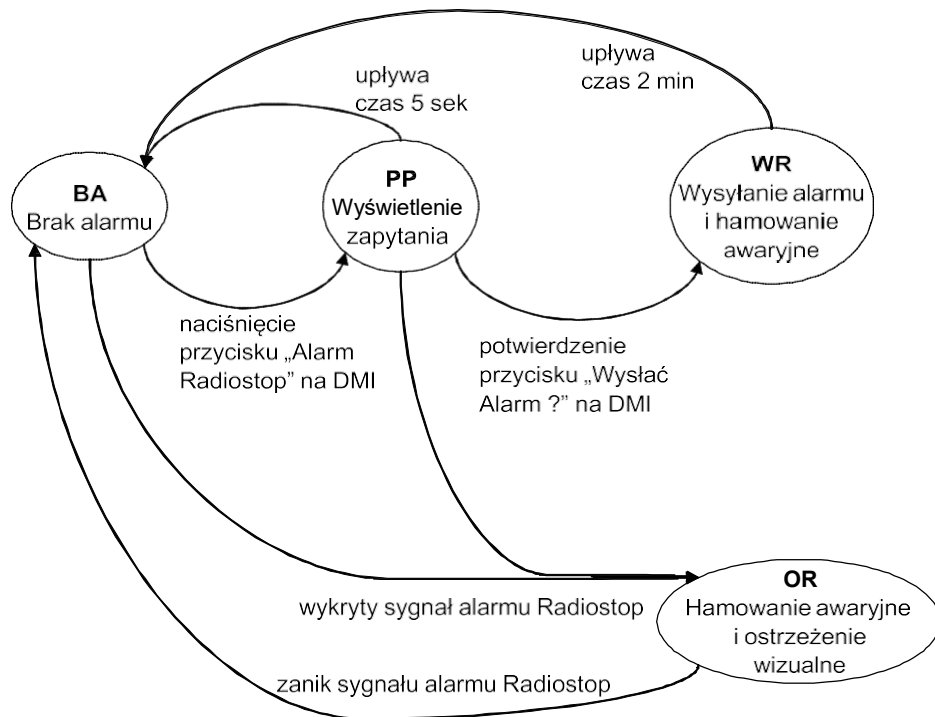 upływa
czas 5 sek
upływa
czas 2 min
BA
Brak alarmu
PP
Wyświetlenie
zapytania
WR
Wysyłanie alarmu
i hamowanie
awaryjne
naciśnięcie
przycisku „Alarm
Radiostop” na DMI
potwierdzenie
przycisku „Wysłać
Alarm ?” na DMI
wykryty sygnał alarmu Radiostop
OR
Hamowanie awaryjne
i ostrzeżenie
wizualne
zanik sygnału alarmu Radiostop